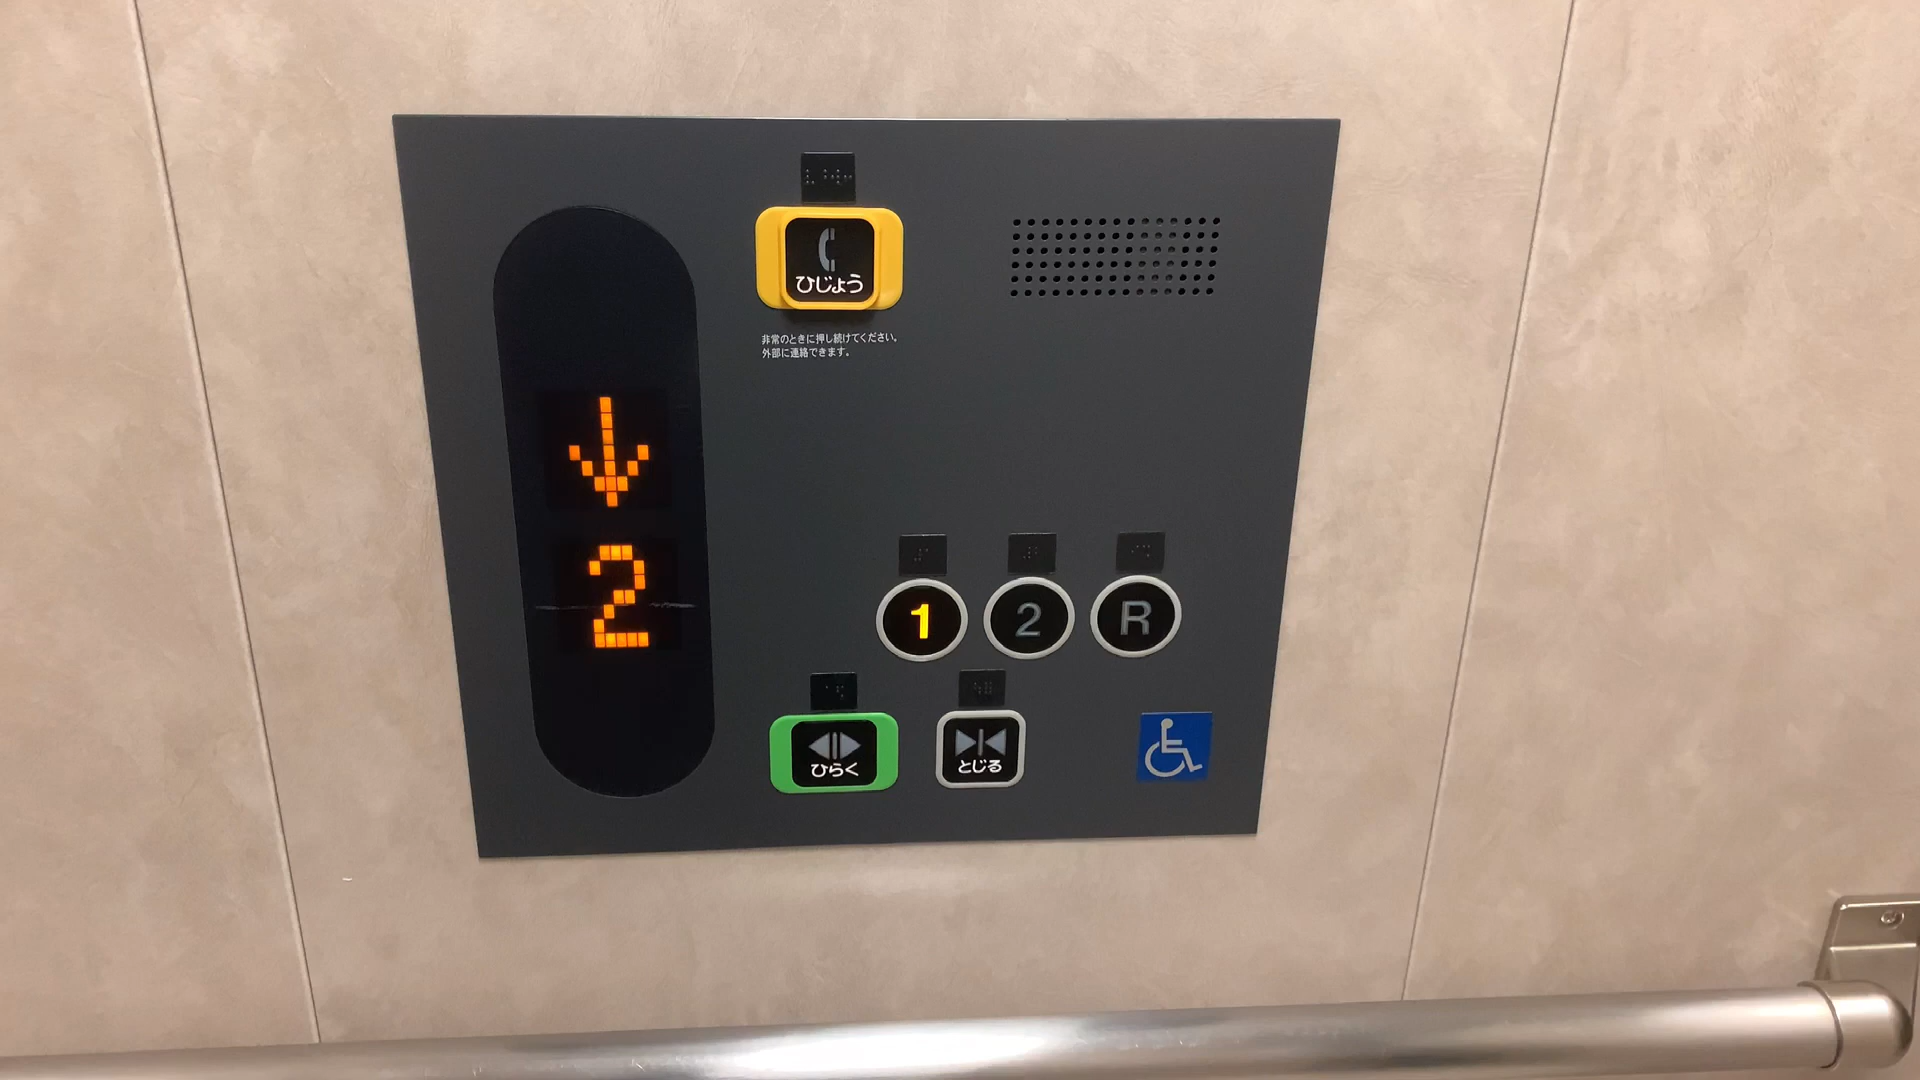 ひじょう
非常のときに押し続けてください。
外部に連絡できます。
2
1 2 R
ひらく とじる